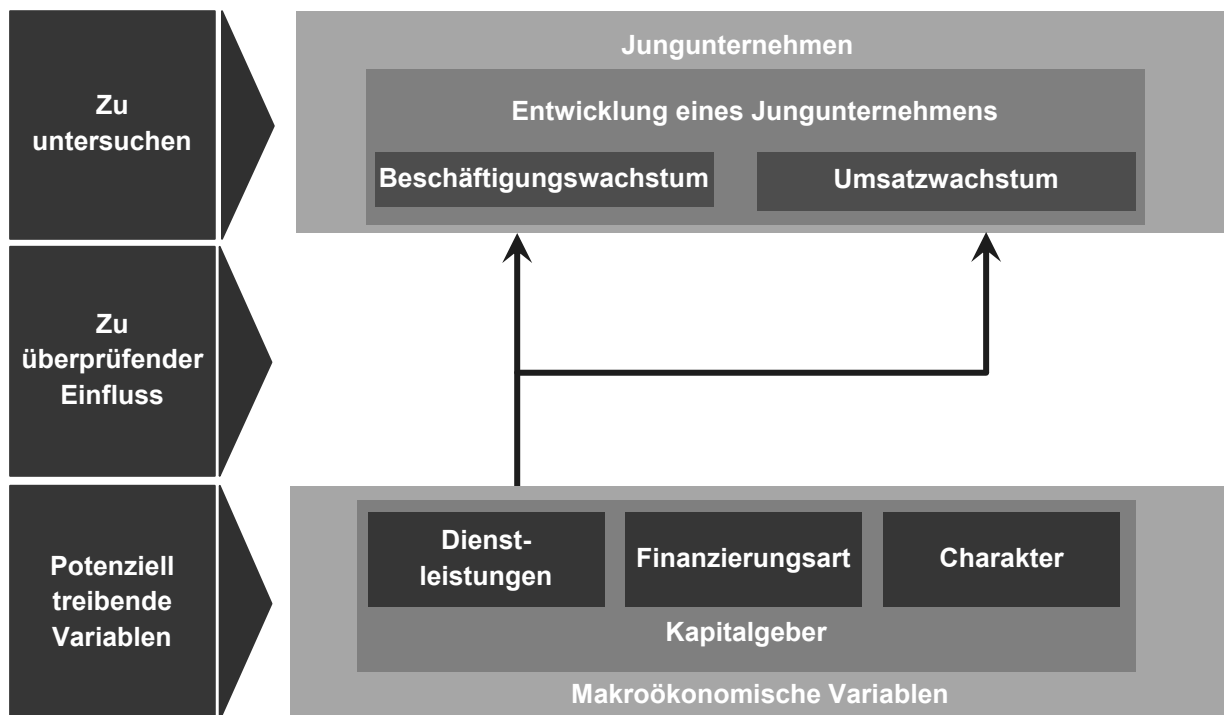 Jungunternehmen
Zu
untersuchen
Entwicklung eines Jungunternehmens
Beschäftigungswachstum
Umsatzwachstum
Zu
überprüfender
Einfluss
Potenziell
treibende
Variablen
Dienst-
leistungen
Finanzierungsart
Charakter
Kapitalgeber
Makroökonomische Variablen